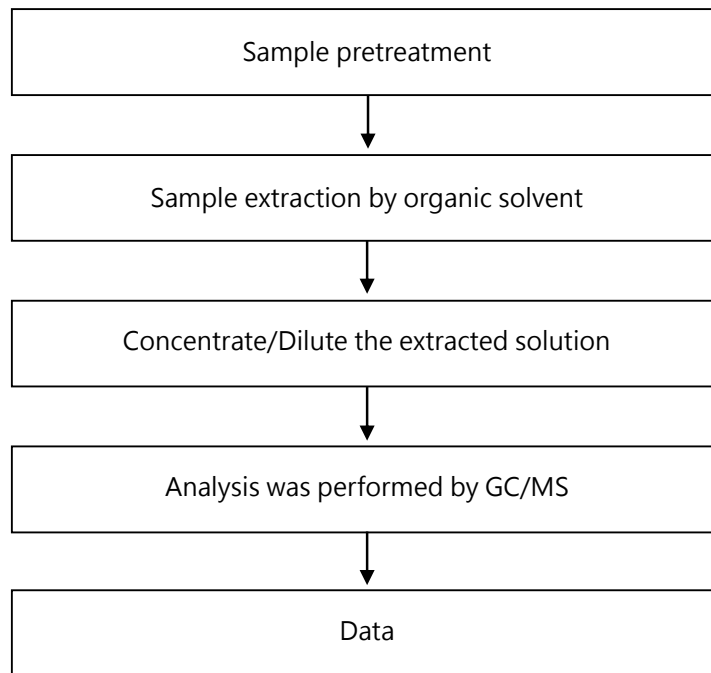 Sample pretreatment
Sample extraction by organic solvent
Concentrate/Dilute the extracted solution
Analysis was performed by GC/MS
Data